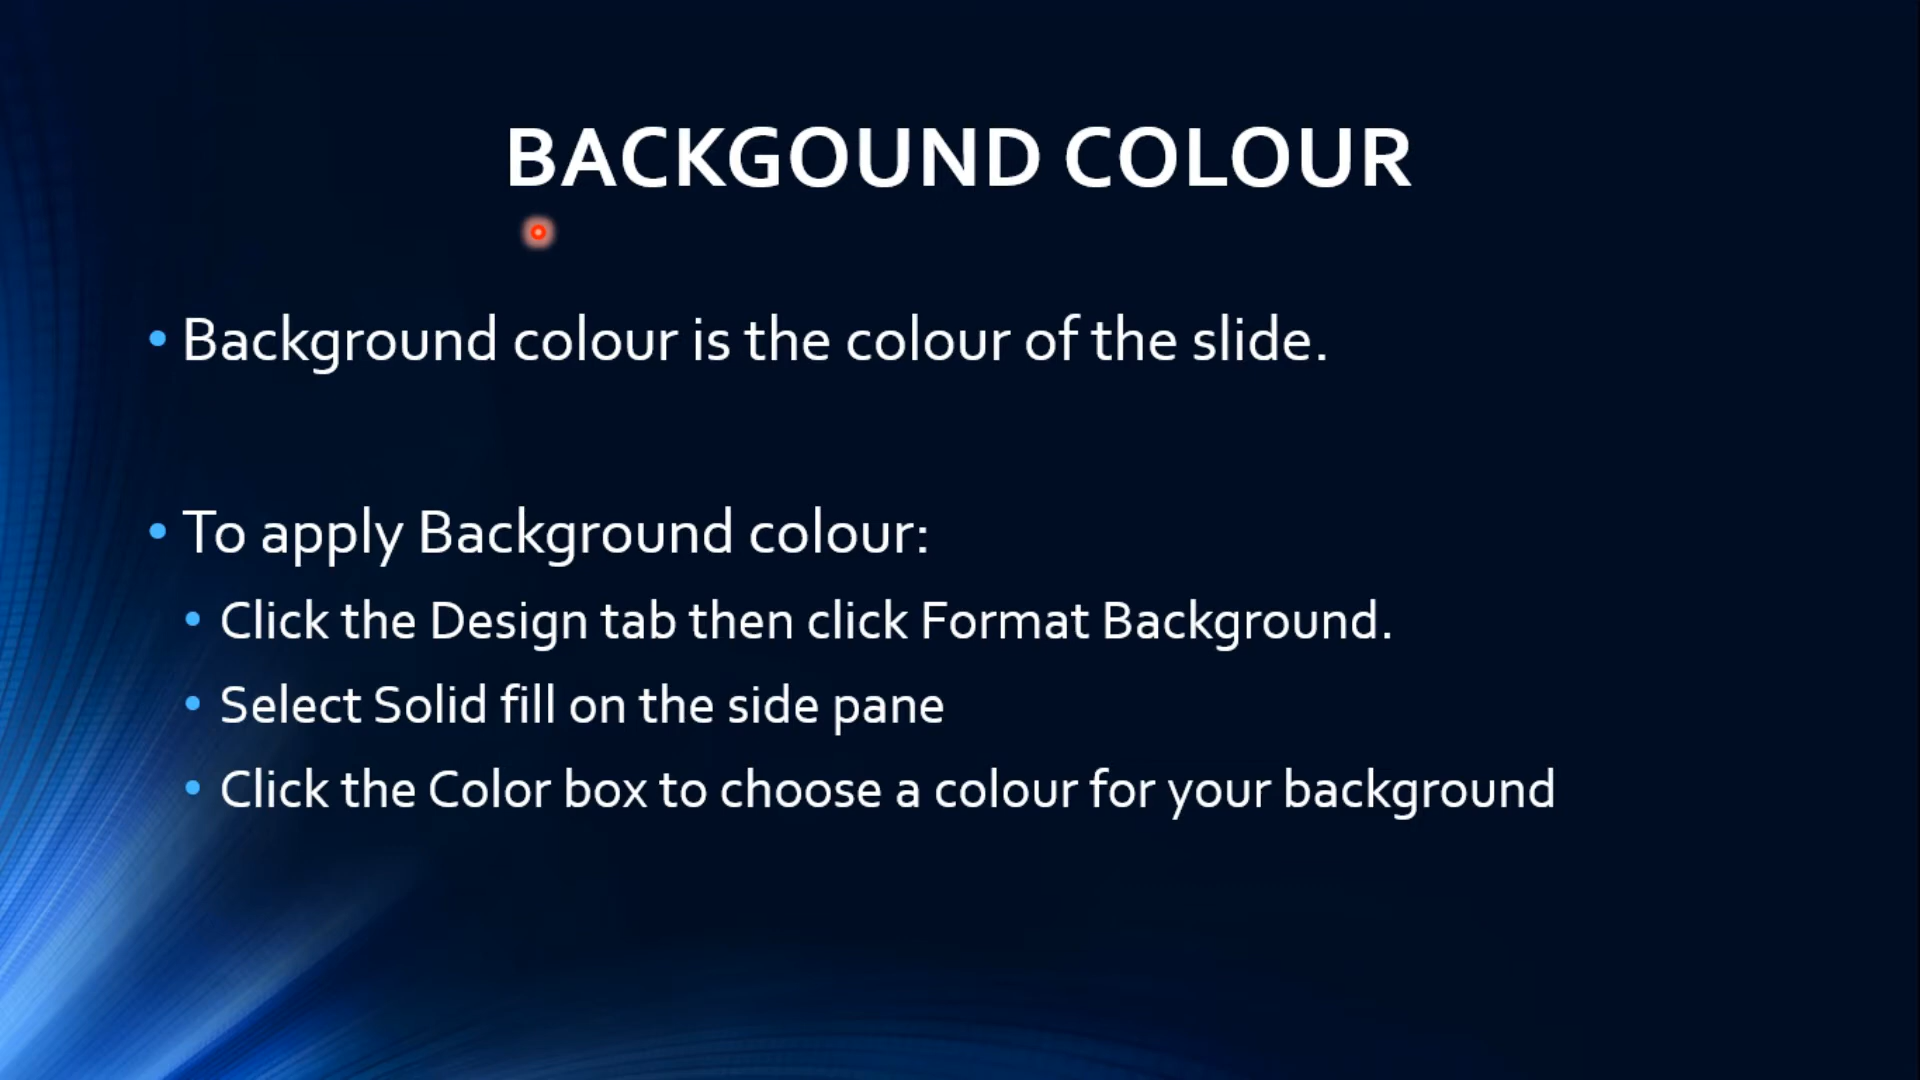 BACKGOUND COLOUR
• Background colour is the colour of the slide.
• To apply Background colour:
• Click the Design tab then click Format Background.
• Select Solid fill on the side pane
• Click the Color box to choose a colour for your background